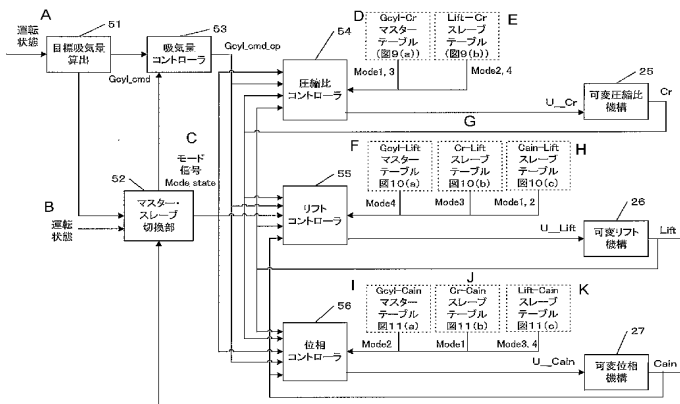 A
運転
状態
51
目標吸気量
算出
Gcyl_cmd
53
吸気量
コントローラ
Gcyl_cmd_cp
C
モード
信号
Mode_state
52
マスター・
スレーブ
切換部
B
運転
状態
54
圧縮比
コントローラ
D
Gcyl-Cr
マスター
テーブル
(図9(a))
Lift-Cr
スレーブ
テーブル
(図9(b))
E
Mode1, 3
Mode2, 4
U_Cr
G
25
可変圧縮比
機構
Cr
55
リフト
コントローラ
F
Gcyl-Lift
マスター
テーブル
図10(a)
Cr-Lift
スレーブ
テーブル
図10(b)
Cain-Lift
スレーブ
テーブル
図10(c)
H
Mode4
Mode3
Mode1, 2
U_Lift
26
可変リフト
機構
Lift
56
位相
コントローラ
I
Gcyl-Cain
マスター
テーブル
図11(a)
J
Cr-Cain
スレーブ
テーブル
図11(b)
Lift-Cain
スレーブ
テーブル
図11(c)
K
Mode2
Mode1
Mode3, 4
U_Cain
27
可変位相
機構
Cain